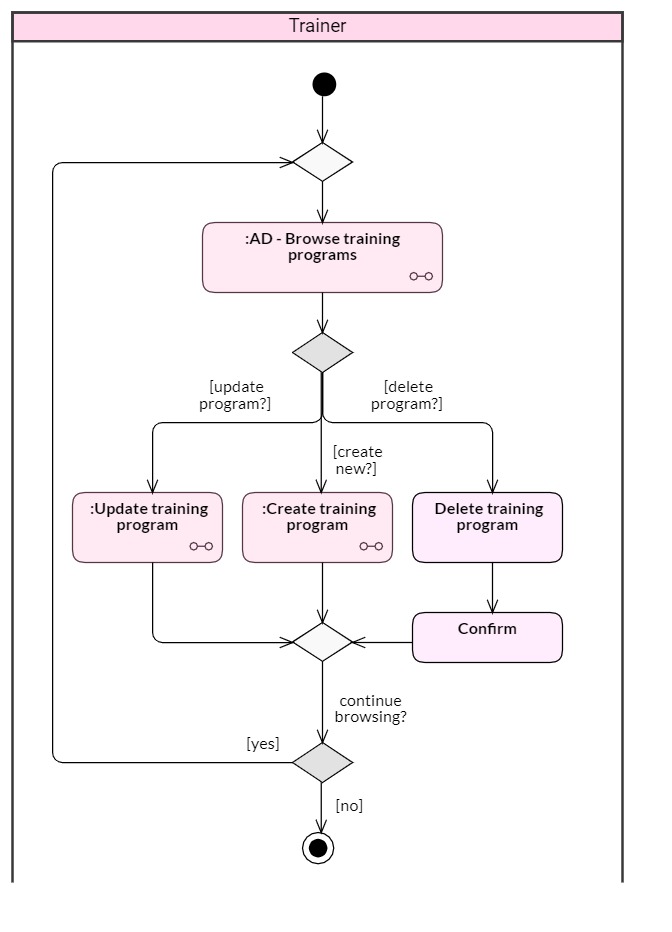 Trainer
:AD - Browse training
programs
[update
program?]
[delete
program?]
[create
new?]
:Update training
program
:Create training
program
Delete training
program
Confirm
continue
browsing?
[yes]
[no]